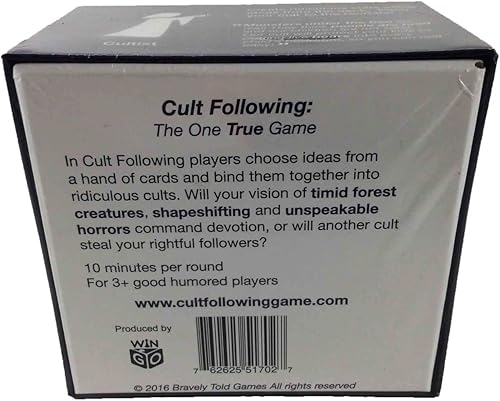 Cultist
Cult Following:
The One True Game
In Cult Following players choose ideas from
a hand of cards and bind them together into
ridiculous cults. Will your vision of timid forest
creatures, shapeshifting and unspeakable
horrors command devotion, or will another cult
steal your rightful followers?
10 minutes per round
For 3+ good humored players
www.cultfollowinggame.com
Produced by
WIN
GO
7 62625 51702 7
© 2016 Bravely Told Games All rights reserved